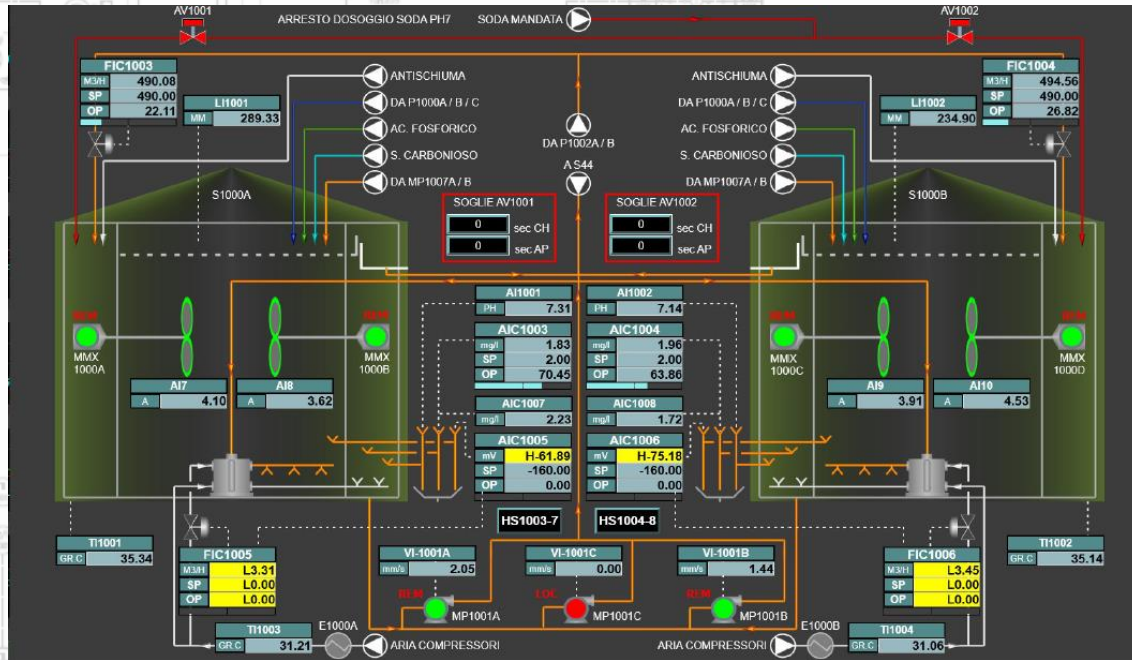 AV1001
ARRESTO DOSOGGIO SODA PH7
SODA MANDATA
AV1002
FIC1003
M3/H 490.08
SP 490.00
OP 22.11
LI1001
MM 289.33
ANTISCHIUMA
DA P1000A / B / C
AC. FOSFORICO
S. CARBONIOSO
DA MP1007A / B
DA P1002A / B
A S44
ANTISCHIUMA
DA P1000A / B / C
AC. FOSFORICO
S. CARBONIOSO
DA MP1007A / B
LI1002
MM 234.90
FIC1004
M3/H 494.56
SP 490.00
OP 26.82
S1000A
SOGLIE AV1001
0 sec CH
0 sec AP
SOGLIE AV1002
0 sec CH
0 sec AP
S1000B
REM
MMX
1000A
REM
MMX
1000B
AI7
A 4.10
AI8
A 3.62
AI1001
PH 7.31
AIC1003
mg/l 1.83
SP 2.00
OP 70.45
AIC1007
mg/l 2.23
AIC1005
mV H-61.89
SP -160.00
OP 0.00
HS1003-7
AI1002
PH 7.14
AIC1004
mg/l 1.96
SP 2.00
OP 63.86
AIC1008
mg/l 1.72
AIC1006
mV H-75.18
SP -160.00
OP 0.00
HS1004-8
REM
MMX
1000C
REM
MMX
1000D
AI9
A 3.91
AI10
A 4.53
TI1001
GR.C 35.34
FIC1005
M3/H L3.31
SP L0.00
OP L0.00
VI-1001A
mm/s 2.05
REM
MP1001A
VI-1001C
mm/s 0.00
LOC
MP1001C
VI-1001B
mm/s 1.44
REM
MP1001B
FIC1006
M3/H L3.45
SP L0.00
OP L0.00
TI1002
GR.C 35.14
TI1003
GR.C 31.21
E1000A
ARIA COMPRESSORI
ARIA COMPRESSORI
E1000B
TI1004
GR.C 31.06